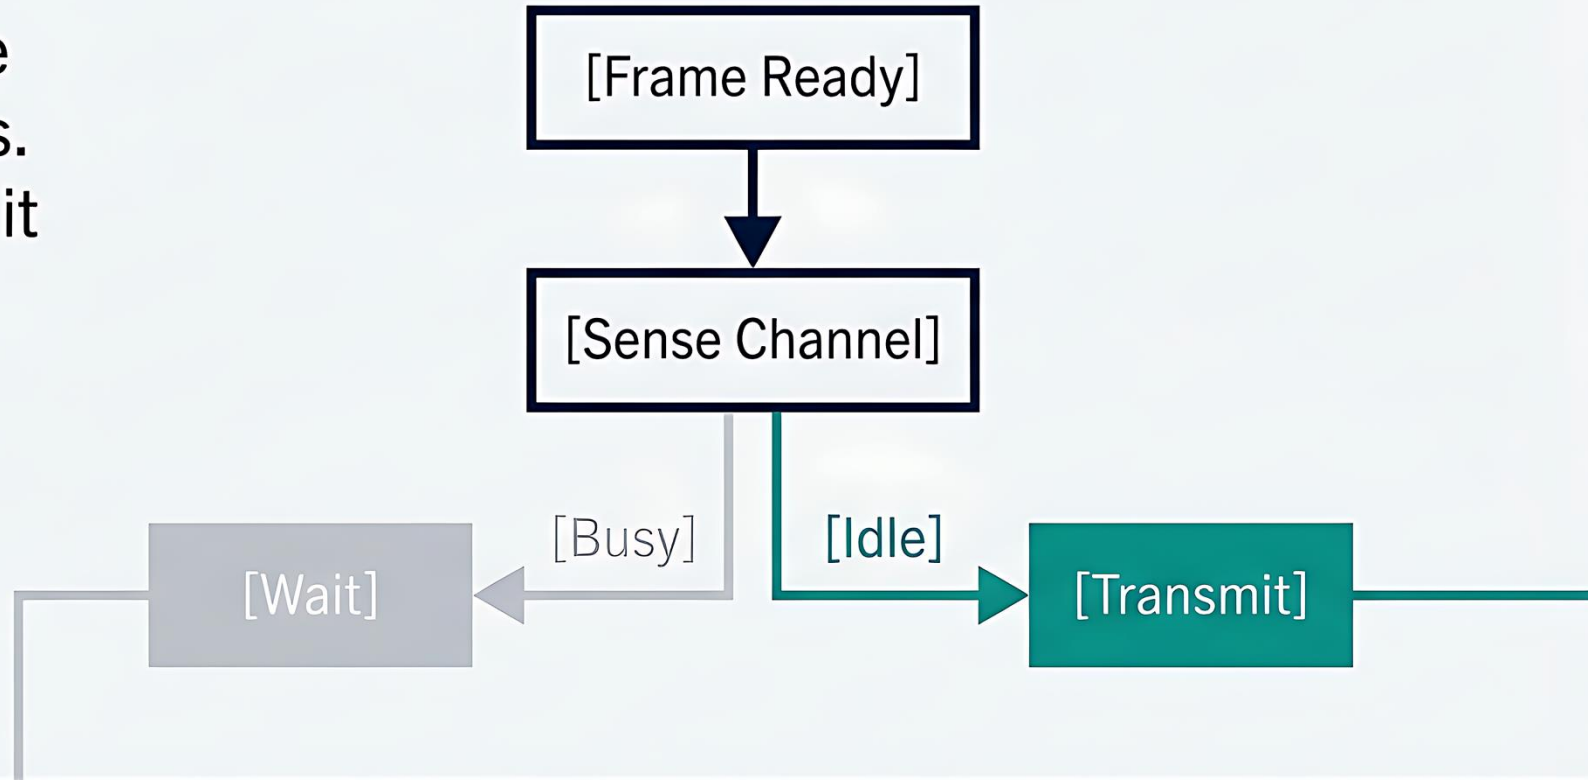 [Frame Ready]
[Sense Channel]
[Busy]
[Idle]
[Wait]
[Transmit]